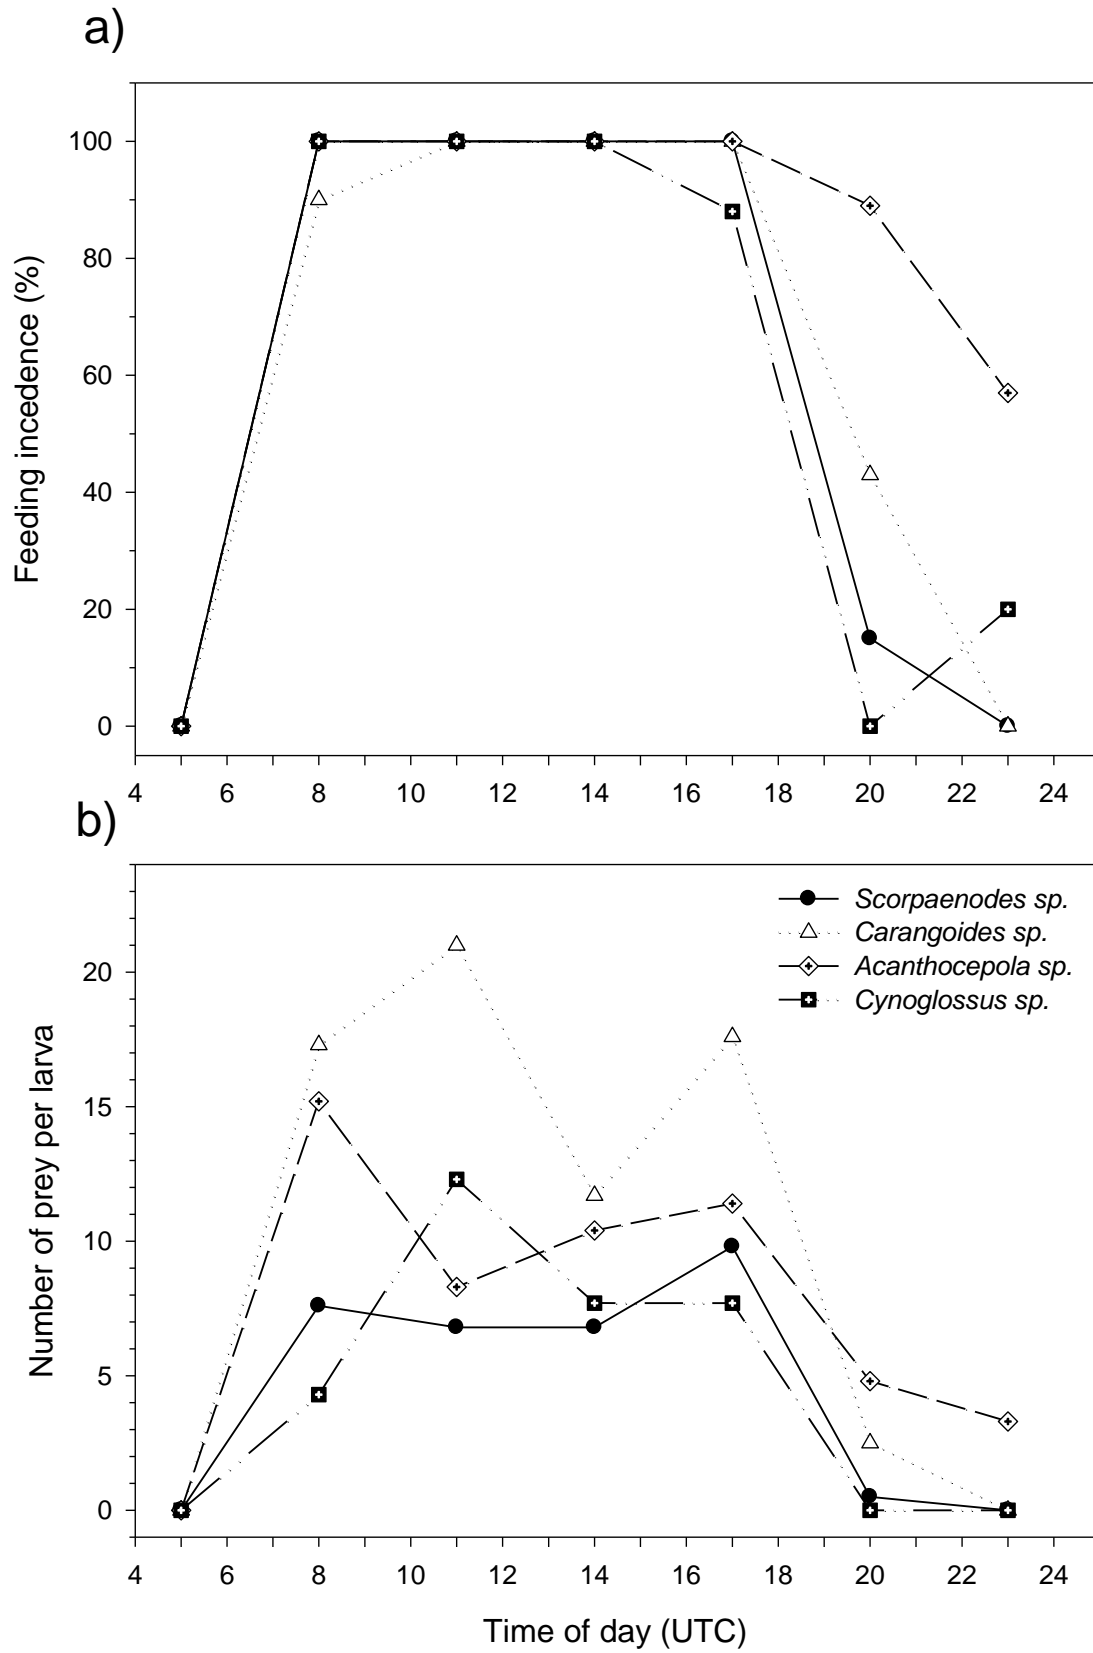 a)
100
80
60
40
20
0
Feeding incedence (%)
4 6 8 10 12 14 16 18 20 22 24
b)
Scorpaenodes sp.
Carangoides sp.
Acanthocepola sp.
Cynoglossus sp.
20
15
10
5
0
Number of prey per larva
4 6 8 10 12 14 16 18 20 22 24
Time of day (UTC)